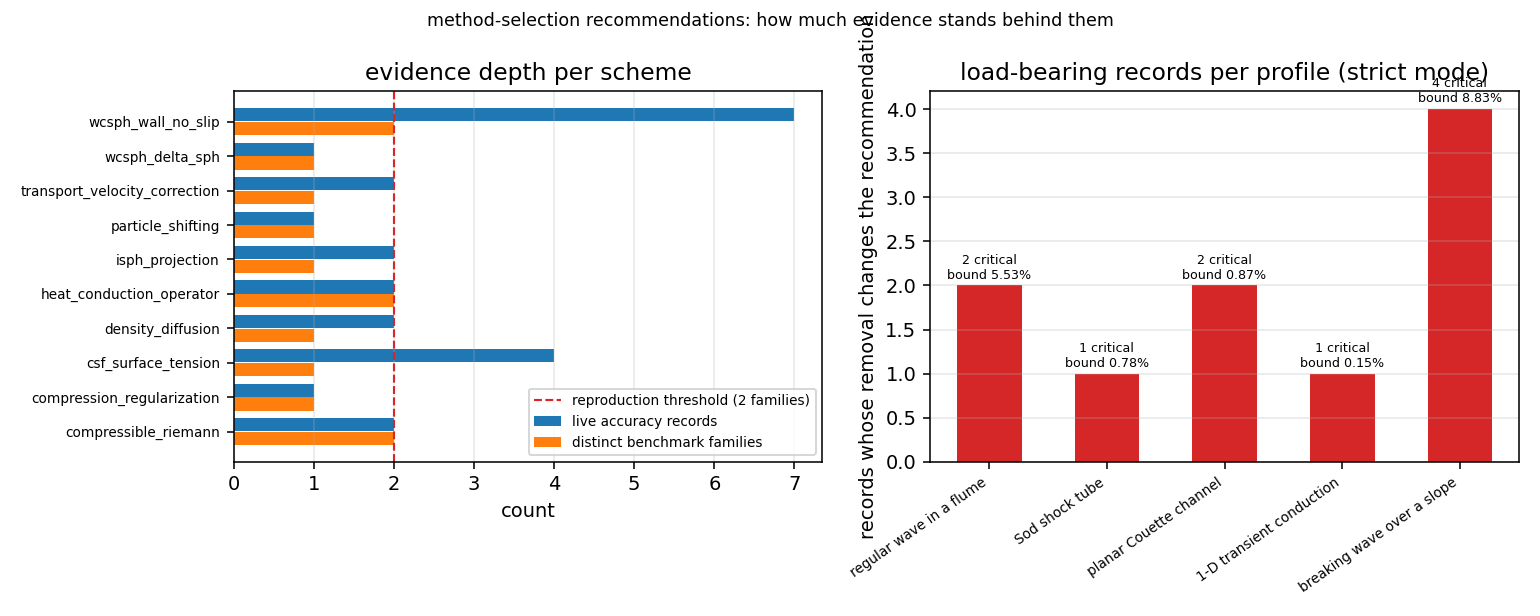 method-selection recommendations: how much evidence stands behind them
evidence depth per scheme
wcsph_wall_no_slip
wcsph_delta_sph
transport_velocity_correction
particle_shifting
isph_projection
heat_conduction_operator
density_diffusion
csf_surface_tension
compression_regularization
compressible_riemann
reproduction threshold (2 families)
live accuracy records
distinct benchmark families
0 1 2 3 4 5 6 7
count
load-bearing records per profile (strict mode)
records whose removal changes the recommendation
4.0
3.5
3.0
2.5
2.0
1.5
1.0
0.5
0.0
2 critical
bound 5.53%
1 critical
bound 0.78%
2 critical
bound 0.87%
1 critical
bound 0.15%
4 critical
bound 8.83%
regular wave in a flume
Sod shock tube
planar Couette channel
1-D transient conduction
breaking wave over a slope